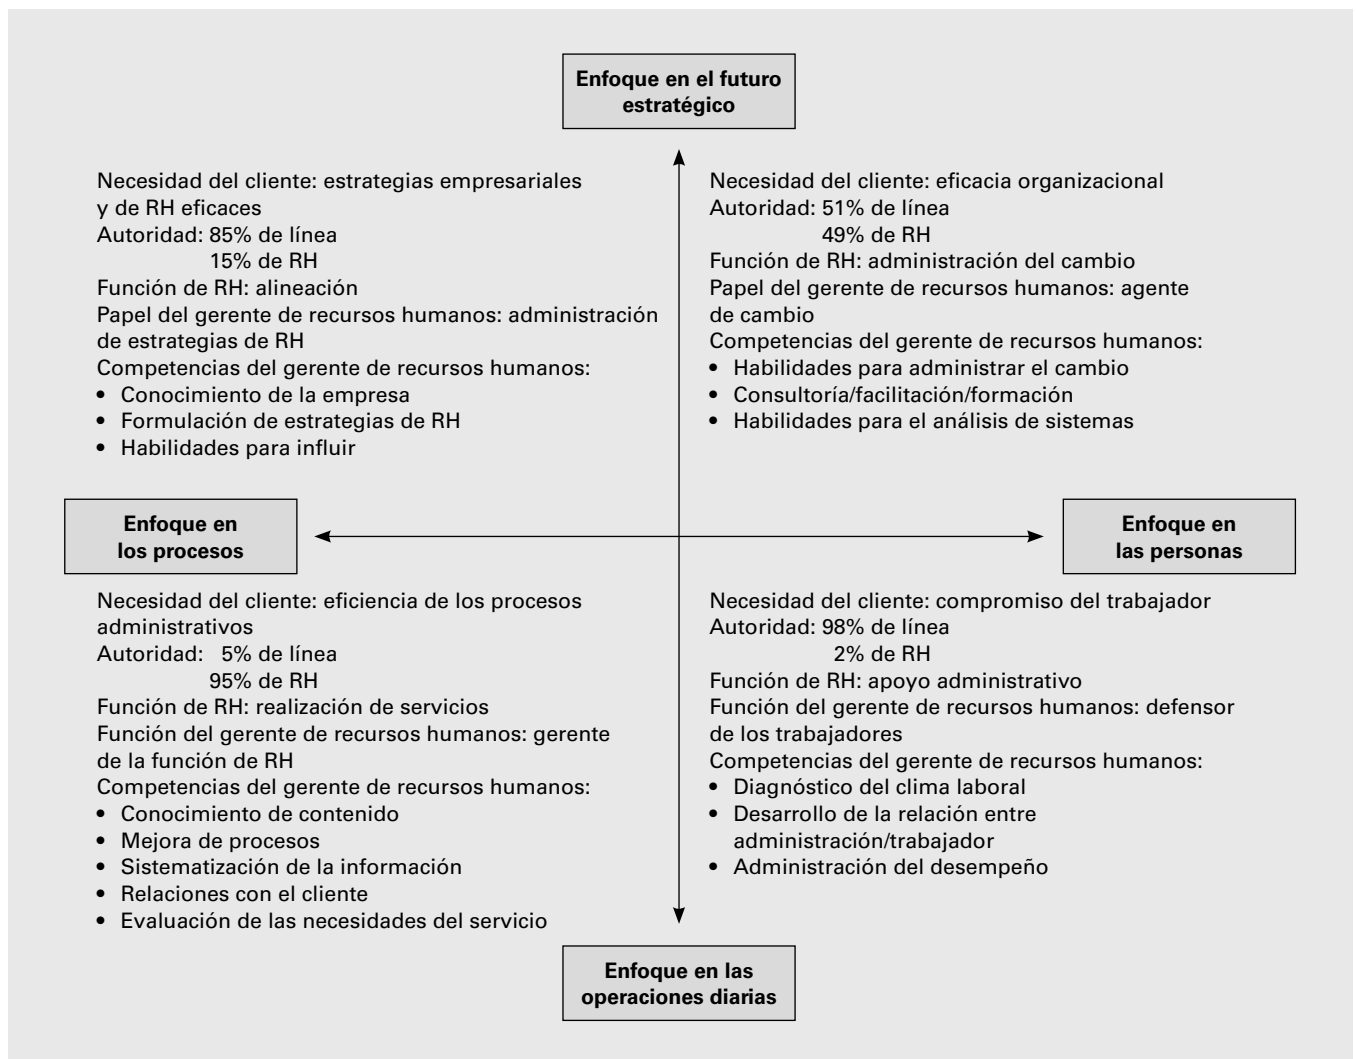 Enfoque en el futuro
estratégico
Necesidad del cliente: estrategias empresariales
y de RH eficaces
Autoridad: 85% de línea
15% de RH
Función de RH: alineación
Papel del gerente de recursos humanos: administración
de estrategias de RH
Competencias del gerente de recursos humanos:
• Conocimiento de la empresa
• Formulación de estrategias de RH
• Habilidades para influir
Necesidad del cliente: eficacia organizacional
Autoridad: 51% de línea
49% de RH
Función de RH: administración del cambio
Papel del gerente de recursos humanos: agente
de cambio
Competencias del gerente de recursos humanos:
• Habilidades para administrar el cambio
• Consultoría/facilitación/formación
• Habilidades para el análisis de sistemas
Enfoque en
los procesos
Enfoque en
las personas
Necesidad del cliente: eficiencia de los procesos
administrativos
Autoridad: 5% de línea
95% de RH
Función de RH: realización de servicios
Función del gerente de recursos humanos: gerente
de la función de RH
Competencias del gerente de recursos humanos:
• Conocimiento de contenido
• Mejora de procesos
• Sistematización de la información
• Relaciones con el cliente
• Evaluación de las necesidades del servicio
Necesidad del cliente: compromiso del trabajador
Autoridad: 98% de línea
2% de RH
Función de RH: apoyo administrativo
Función del gerente de recursos humanos: defensor
de los trabajadores
Competencias del gerente de recursos humanos:
• Diagnóstico del clima laboral
• Desarrollo de la relación entre
administración/trabajador
• Administración del desempeño
Enfoque en las
operaciones diarias